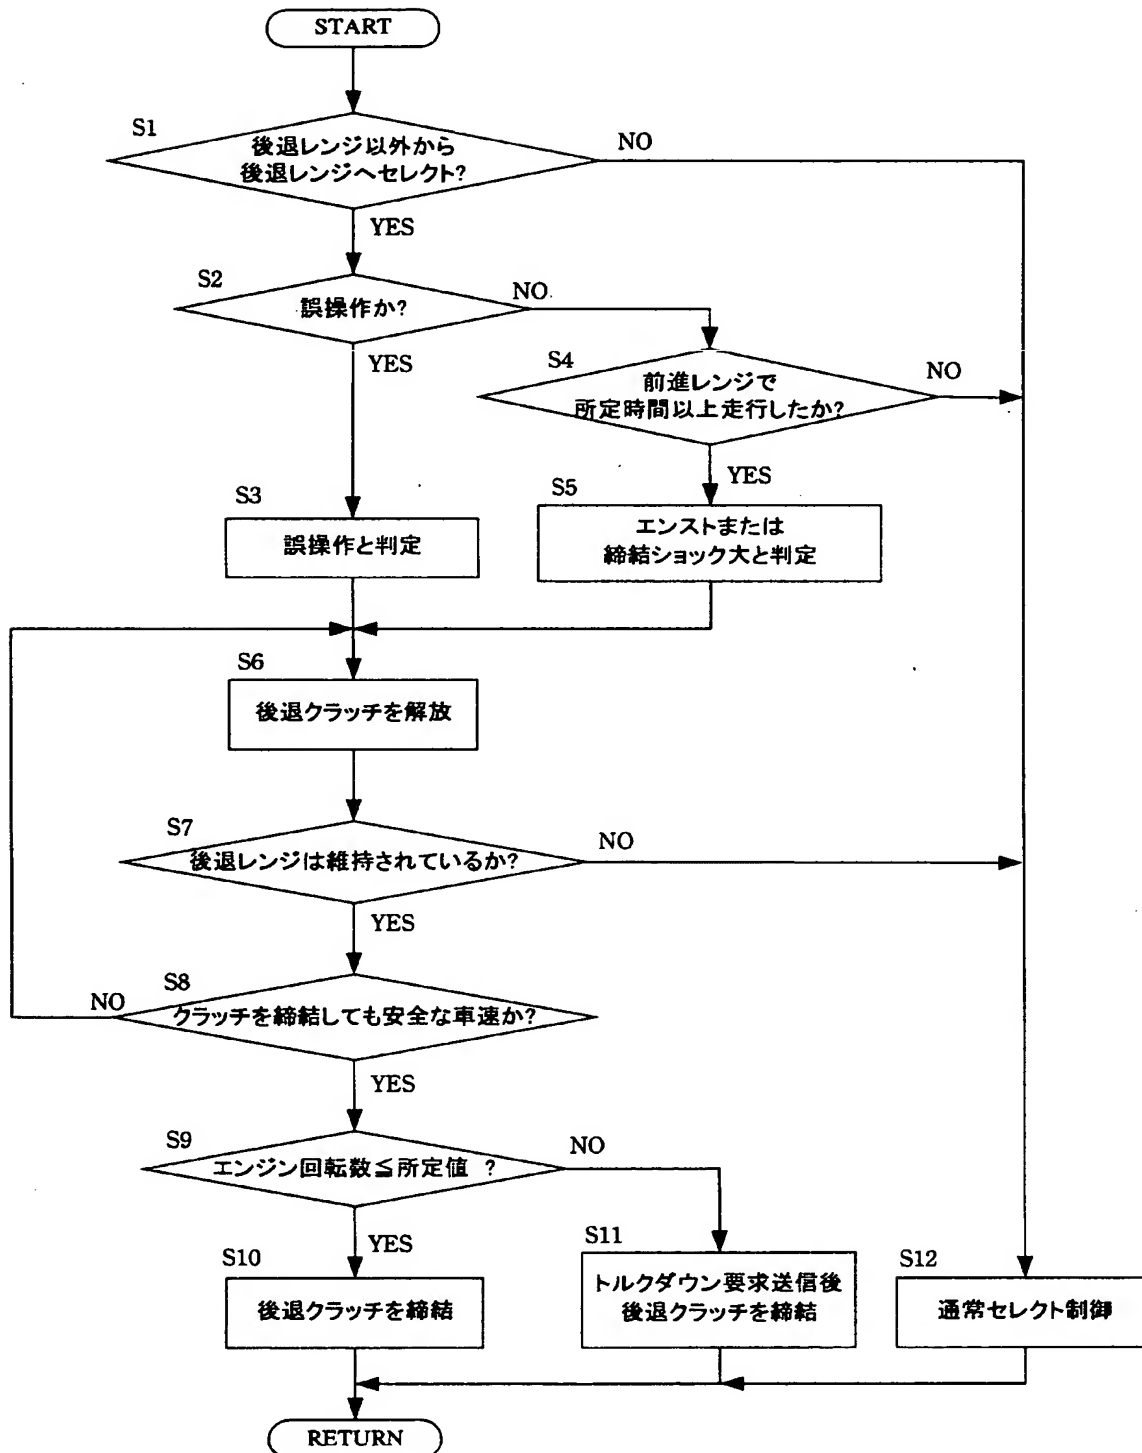 START
S1
後退レンジ以外から
後退レンジへセレクト?
NO
YES
S2
誤操作か?
NO
YES
S4
前進レンジで
所定時間以上走行したか?
NO
YES
S3
誤操作と判定
S5
エンストまたは
締結ショック大と判定
S6
後退クラッチを解放
S7
後退レンジは維持されているか?
NO
YES
S8
クラッチを締結しても安全な車速か?
NO
YES
S9
エンジン回転数≦所定値 ?
NO
YES
S10
後退クラッチを締結
S11
トルクダウン要求送信後
後退クラッチを締結
S12
通常セレクト制御
RETURN